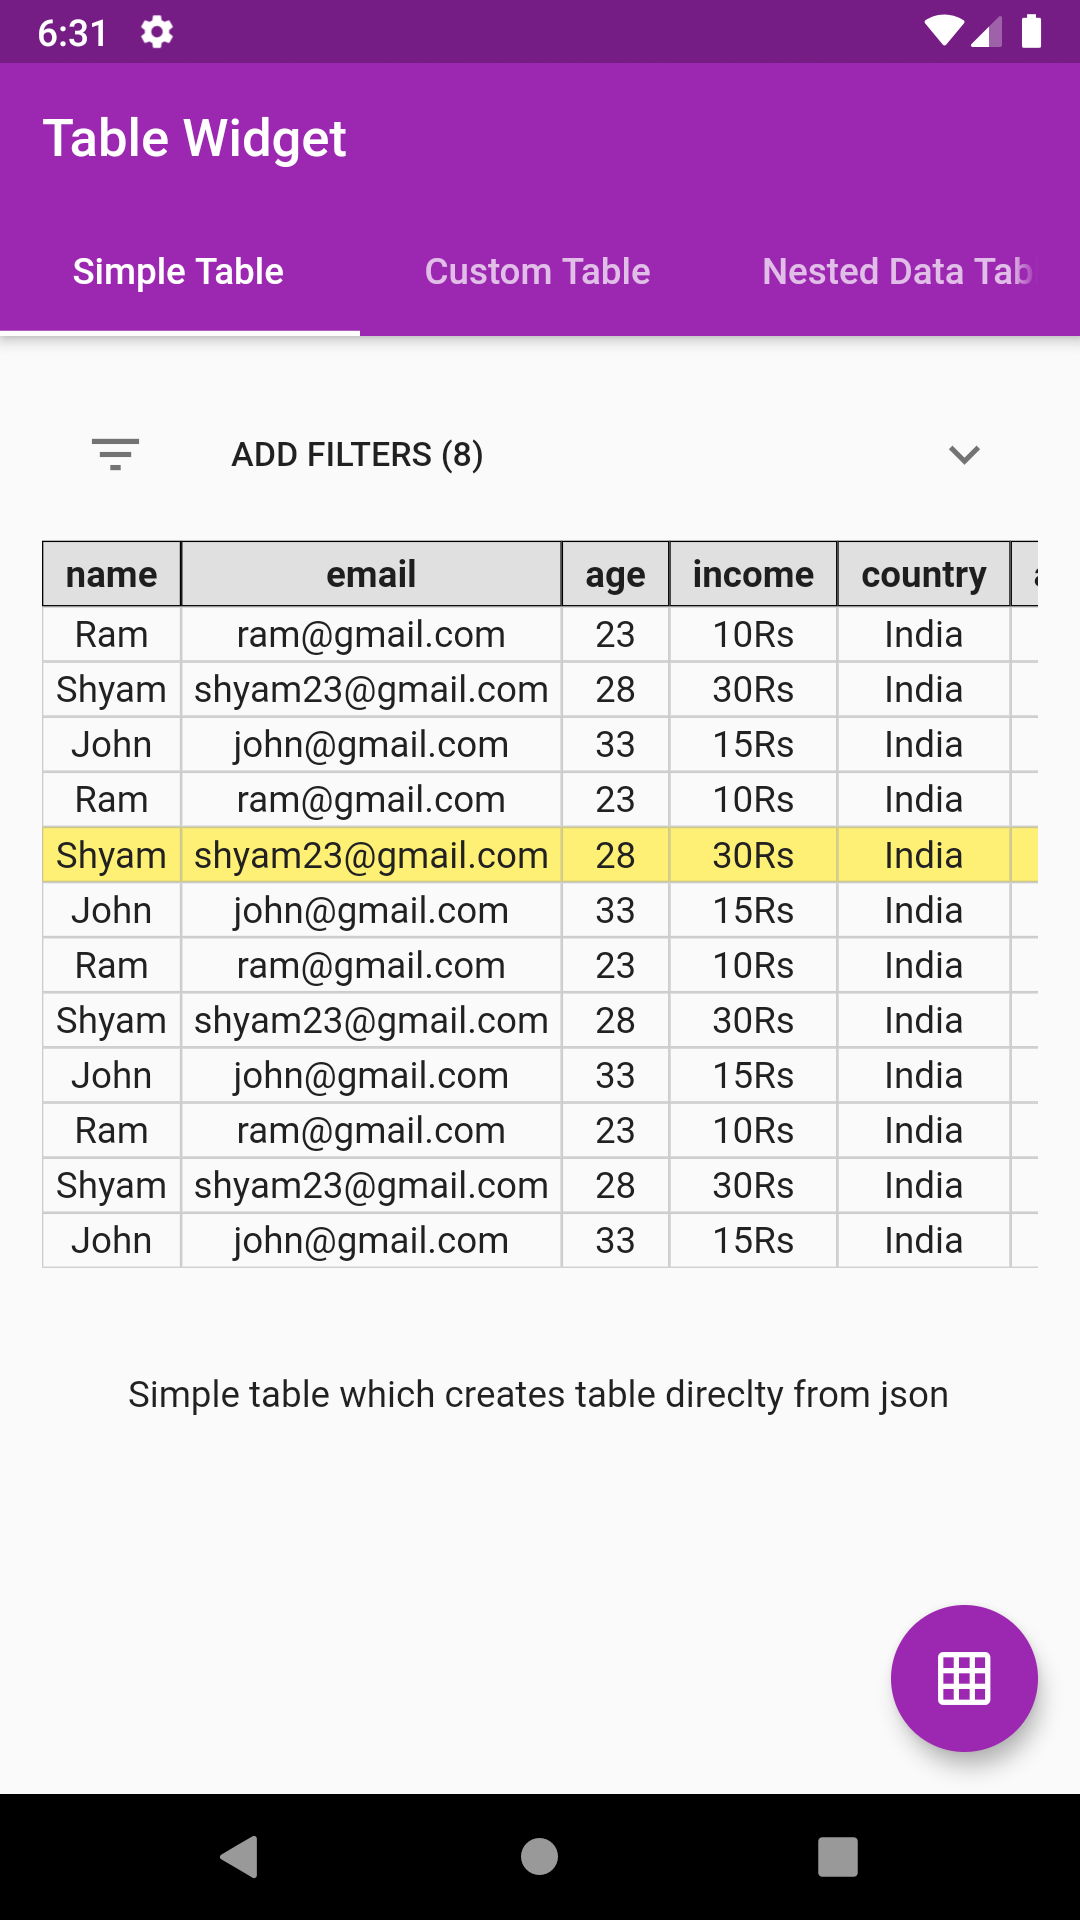 6:31
Table Widget
Simple Table Custom Table Nested Data Tab
ADD FILTERS (8)
name email age income country
Ram ram@gmail.com 23 10Rs India
Shyam shyam23@gmail.com 28 30Rs India
John john@gmail.com 33 15Rs India
Ram ram@gmail.com 23 10Rs India
Shyam shyam23@gmail.com 28 30Rs India
John john@gmail.com 33 15Rs India
Ram ram@gmail.com 23 10Rs India
Shyam shyam23@gmail.com 28 30Rs India
John john@gmail.com 33 15Rs India
Ram ram@gmail.com 23 10Rs India
Shyam shyam23@gmail.com 28 30Rs India
John john@gmail.com 33 15Rs India
Simple table which creates table direclty from json